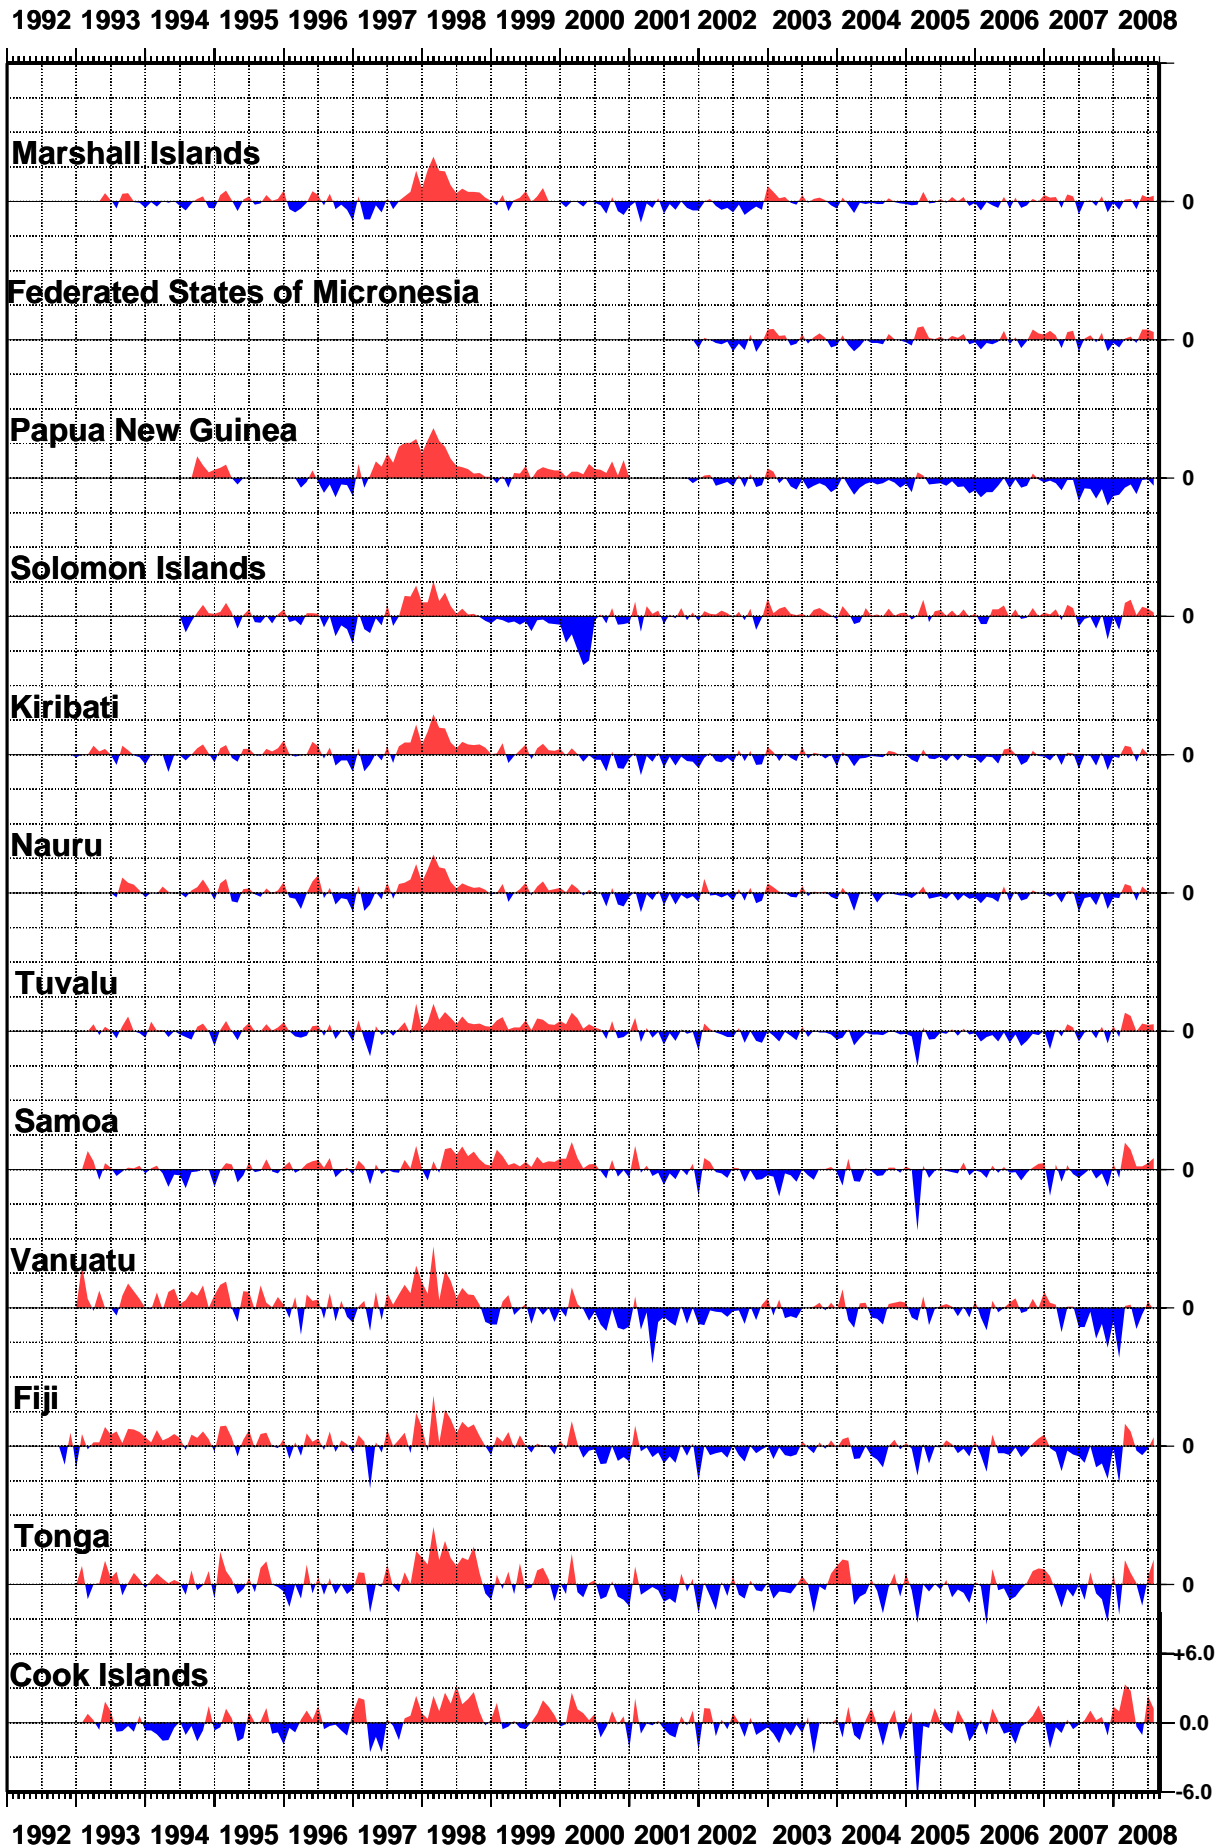 1992 1993 1994 1995 1996 1997 1998 1999 2000 2001 2002 2003 2004 2005 2006 2007 2008
Marshall Islands
0
Federated States of Micronesia
0
Papua New Guinea
0
Solomon Islands
0
Kiribati
0
Nauru
0
Tuvalu
0
Samoa
0
Vanuatu
0
Fiji
0
Tonga
0
+6.0
Cook Islands
0.0
-6.0
1992 1993 1994 1995 1996 1997 1998 1999 2000 2001 2002 2003 2004 2005 2006 2007 2008